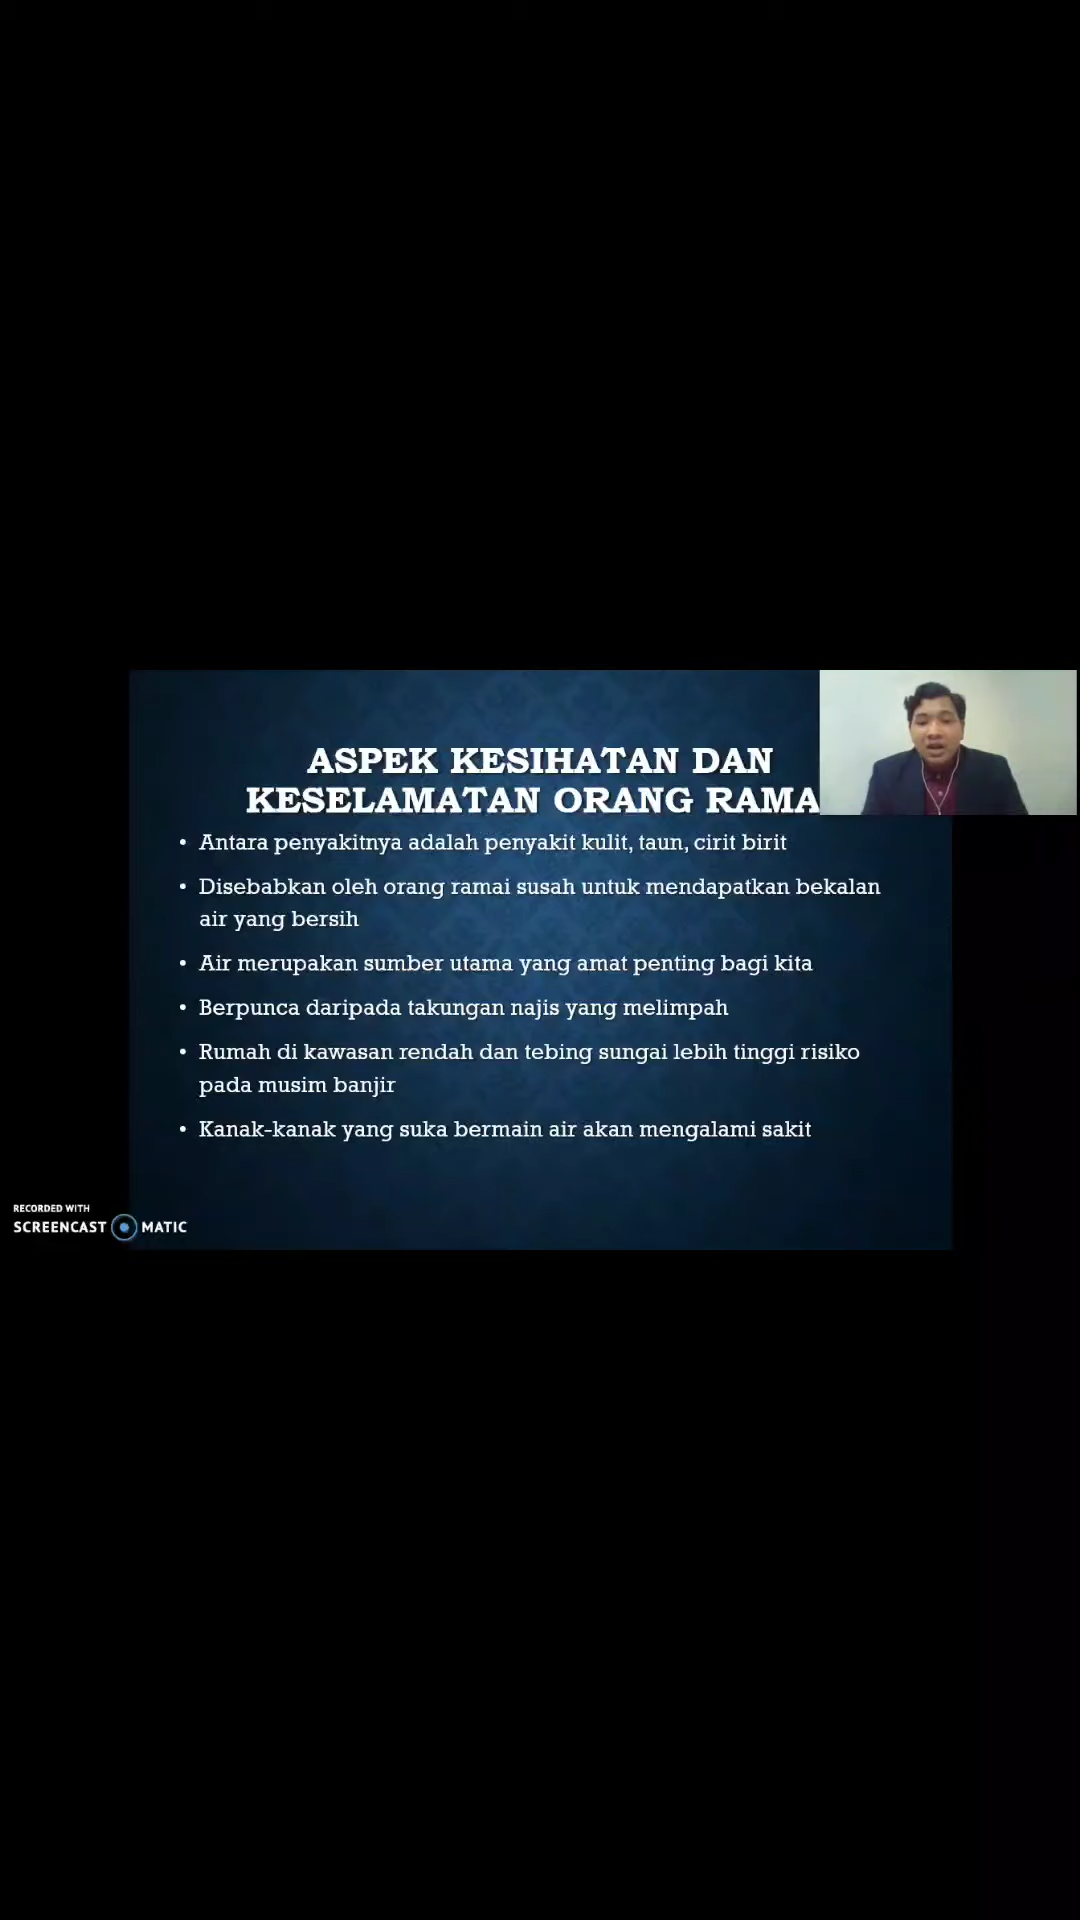 ASPEK KESIHATAN DAN
KESELAMATAN ORANG RAMA
• Antara penyakitnya adalah penyakit kulit, taun, cirit birit
• Disebabkan oleh orang ramai susah untuk mendapatkan bekalan
air yang bersih
• Air merupakan sumber utama yang amat penting bagi kita
• Berpunca daripada takungan najis yang melimpah
• Rumah di kawasan rendah dan tebing sungai lebih tinggi risiko
pada musim banjir
• Kanak-kanak yang suka bermain air akan mengalami sakit
RECORDED WITH
SCREENCAST MATIC